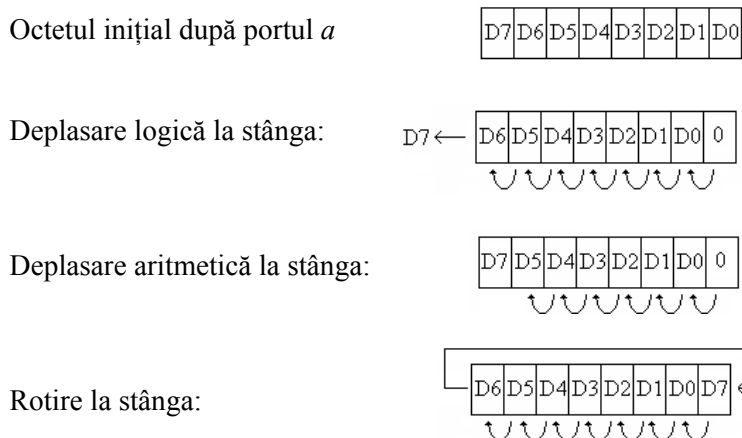 Octetul inițial după portul a D7 D6 D5 D4 D3 D2 D1 D0
Deplasare logică la stânga: D7 D6 D5 D4 D3 D2 D1 D0 0
Deplasare aritmetică la stânga: D7 D5 D4 D3 D2 D1 D0 0
Rotire la stânga: D6 D5 D4 D3 D2 D1 D0 D7